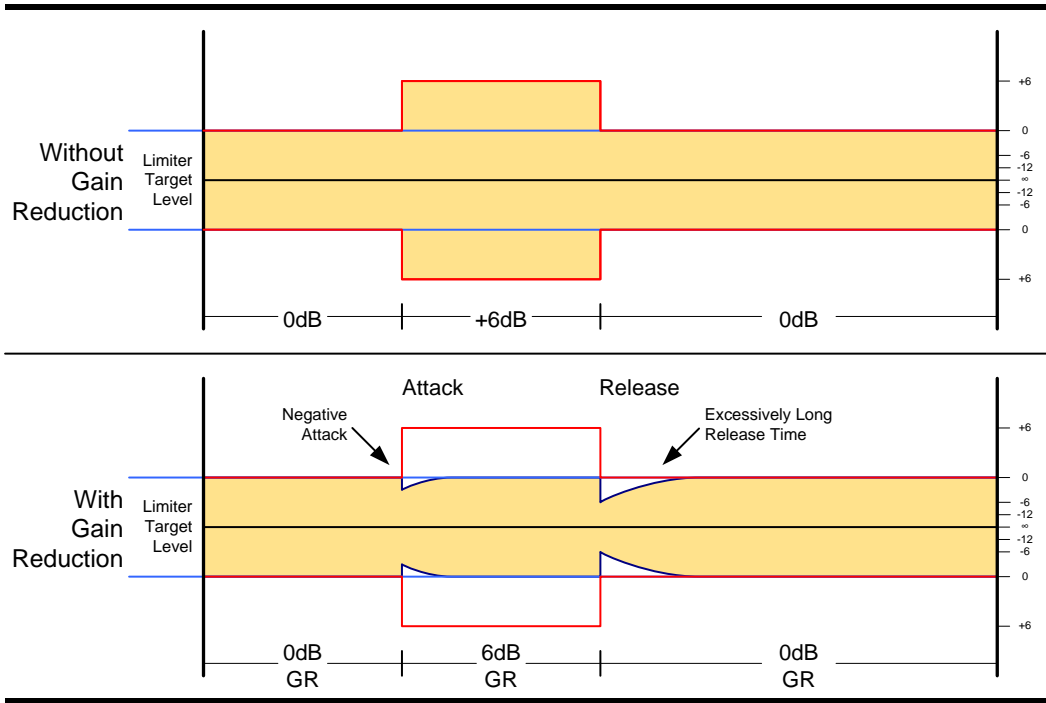 Without
Gain
Reduction
Limiter
Target
Level
+6
0
-6
-12
∞
-12
-6
0
+6
0dB
+6dB
0dB
Attack
Release
Negative
Attack
Excessively Long
Release Time
With
Gain
Reduction
Limiter
Target
Level
+6
0
-6
-12
∞
-12
-6
0
+6
0dB
GR
6dB
GR
0dB
GR